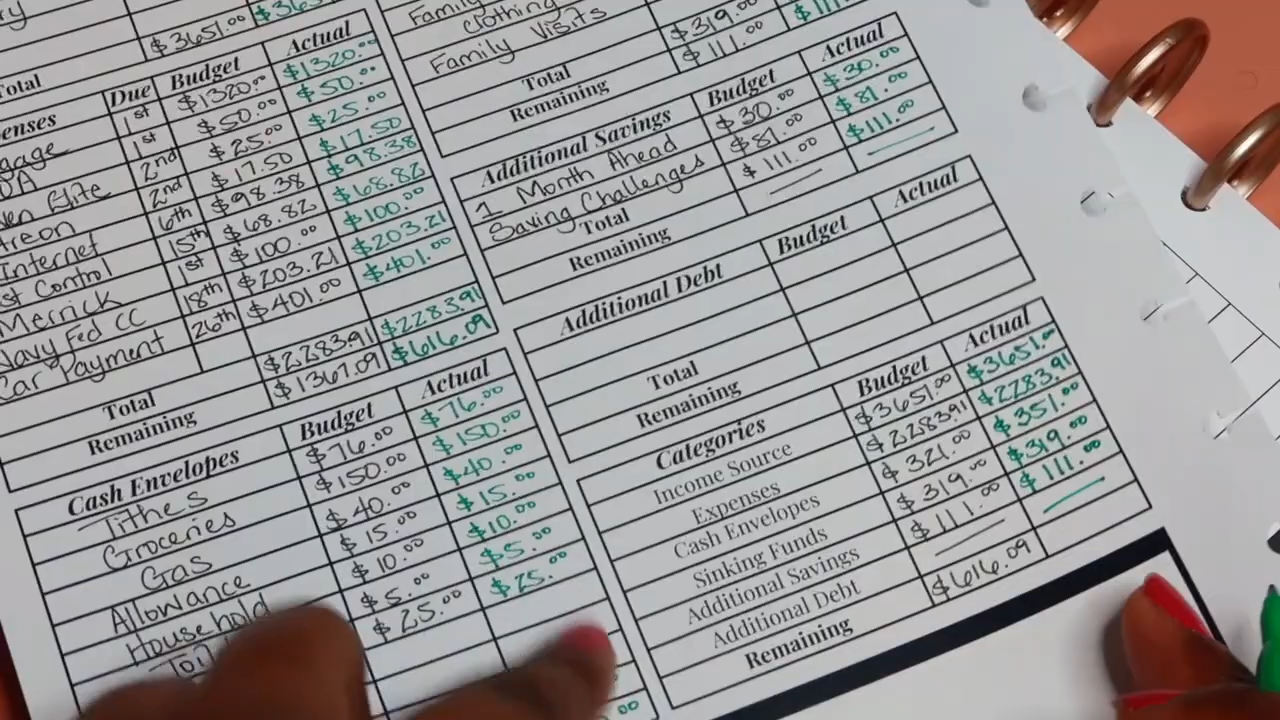 $3651.00
Total
Budget Actual
Due
1st $1320.00 $1320.00
1st $50.00 $50.00
2nd $25.00 $25.00
2nd $17.50 $17.50
Internet 6th $98.38 $98.38
15th $68.82 $68.82
Merrick 1st $100.00 $100.00
Navy Fed CC 18th $203.21 $203.21
Car Payment 26th $401.00 $401.00
Total $2283.91 $2283.91
Remaining $1367.09 $616.09
Cash Envelopes Budget Actual
Tithes $76.00 $76.00
Groceries $150.00 $150.00
Gas $40.00 $40.00
Allowance $15.00 $15.00
Household $10.00 $10.00
$5.00 $5.00
$25.00 $25.00
Family
Clothing
Family Visits
Total $319.00
Remaining $111.00
Additional Savings Budget Actual
1 Month Ahead $30.00 $30.00
Saving Challenges $81.00 $81.00
Total $111.00 $111.00
Remaining
Additional Debt Budget Actual
Total
Remaining
Categories Budget Actual
Income Source $3651.00 $3651.00
Expenses $2283.91 $2283.91
Cash Envelopes $321.00 $351.00
Sinking Funds $319.00 $319.00
Additional Savings $111.00 $111.00
Additional Debt
Remaining $616.09